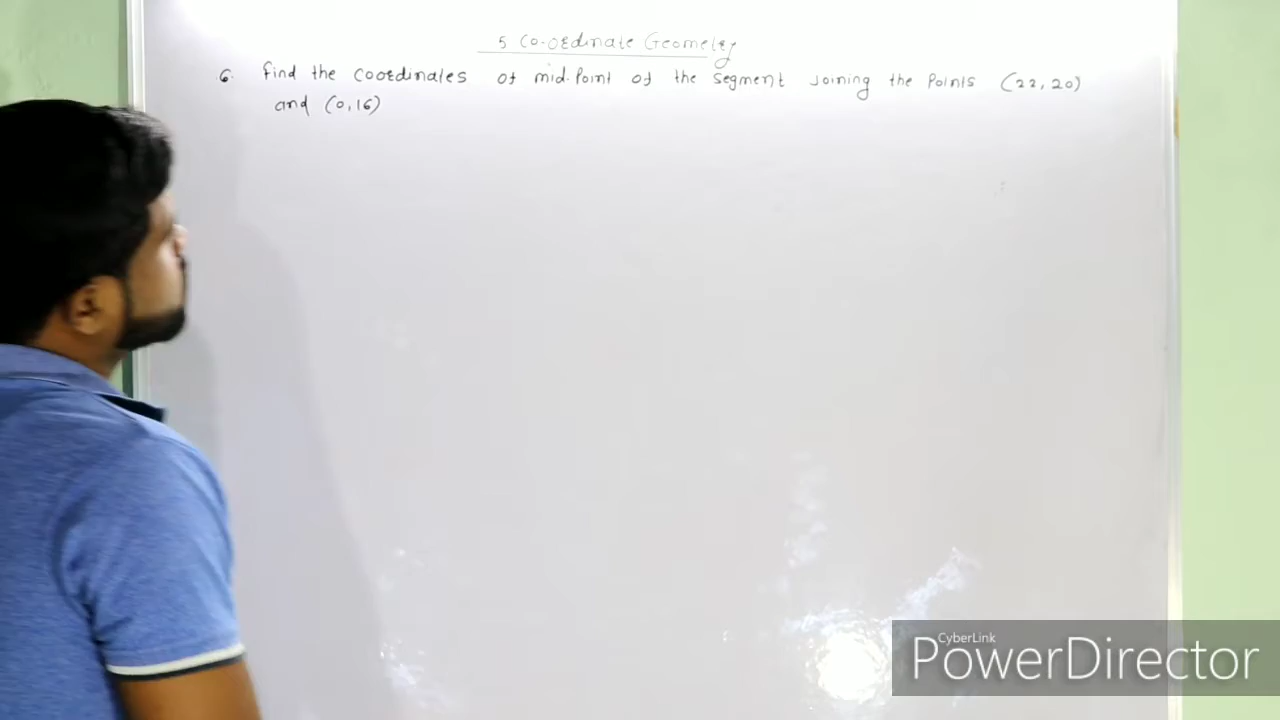 5 Co-ordinate Geometry
6. find the coordinates of mid-point of the segment Joining the Points (22, 20)
and (0, 16)
CyberLink
PowerDirector